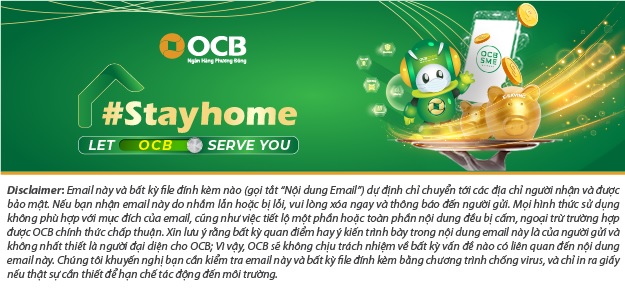 OCB
Ngân Hàng Phương Đông
#Stayhome
LET OCB SERVE YOU
OCB
SME
SAVING
Disclaimer: Email này và bất kỳ file đính kèm nào (gọi tắt “Nội dung Email”) dự định chỉ chuyển tới các địa chỉ người nhận và được
bảo mật. Nếu bạn nhận email này do nhầm lẫn hoặc bị lỗi, vui lòng xóa ngay và thông báo đến người gửi. Mọi hình thức sử dụng
không phù hợp với mục đích của email, cũng như việc tiết lộ một phần hoặc toàn phần nội dung đều bị cấm, ngoại trừ trường hợp
được OCB chính thức chấp thuận. Xin lưu ý rằng bất kỳ quan điểm hay ý kiến trình bày trong nội dung email này là của người gửi và
không nhất thiết là người đại diện cho OCB; Vì vậy, OCB sẽ không chịu trách nhiệm về bất kỳ vấn đề nào có liên quan đến nội dung
email này. Chúng tôi khuyến nghị bạn cần kiểm tra email này và bất kỳ file đính kèm bằng chương trình chống virus, và chỉ in ra giấy
nếu thật sự cần thiết để hạn chế tác động đến môi trường.